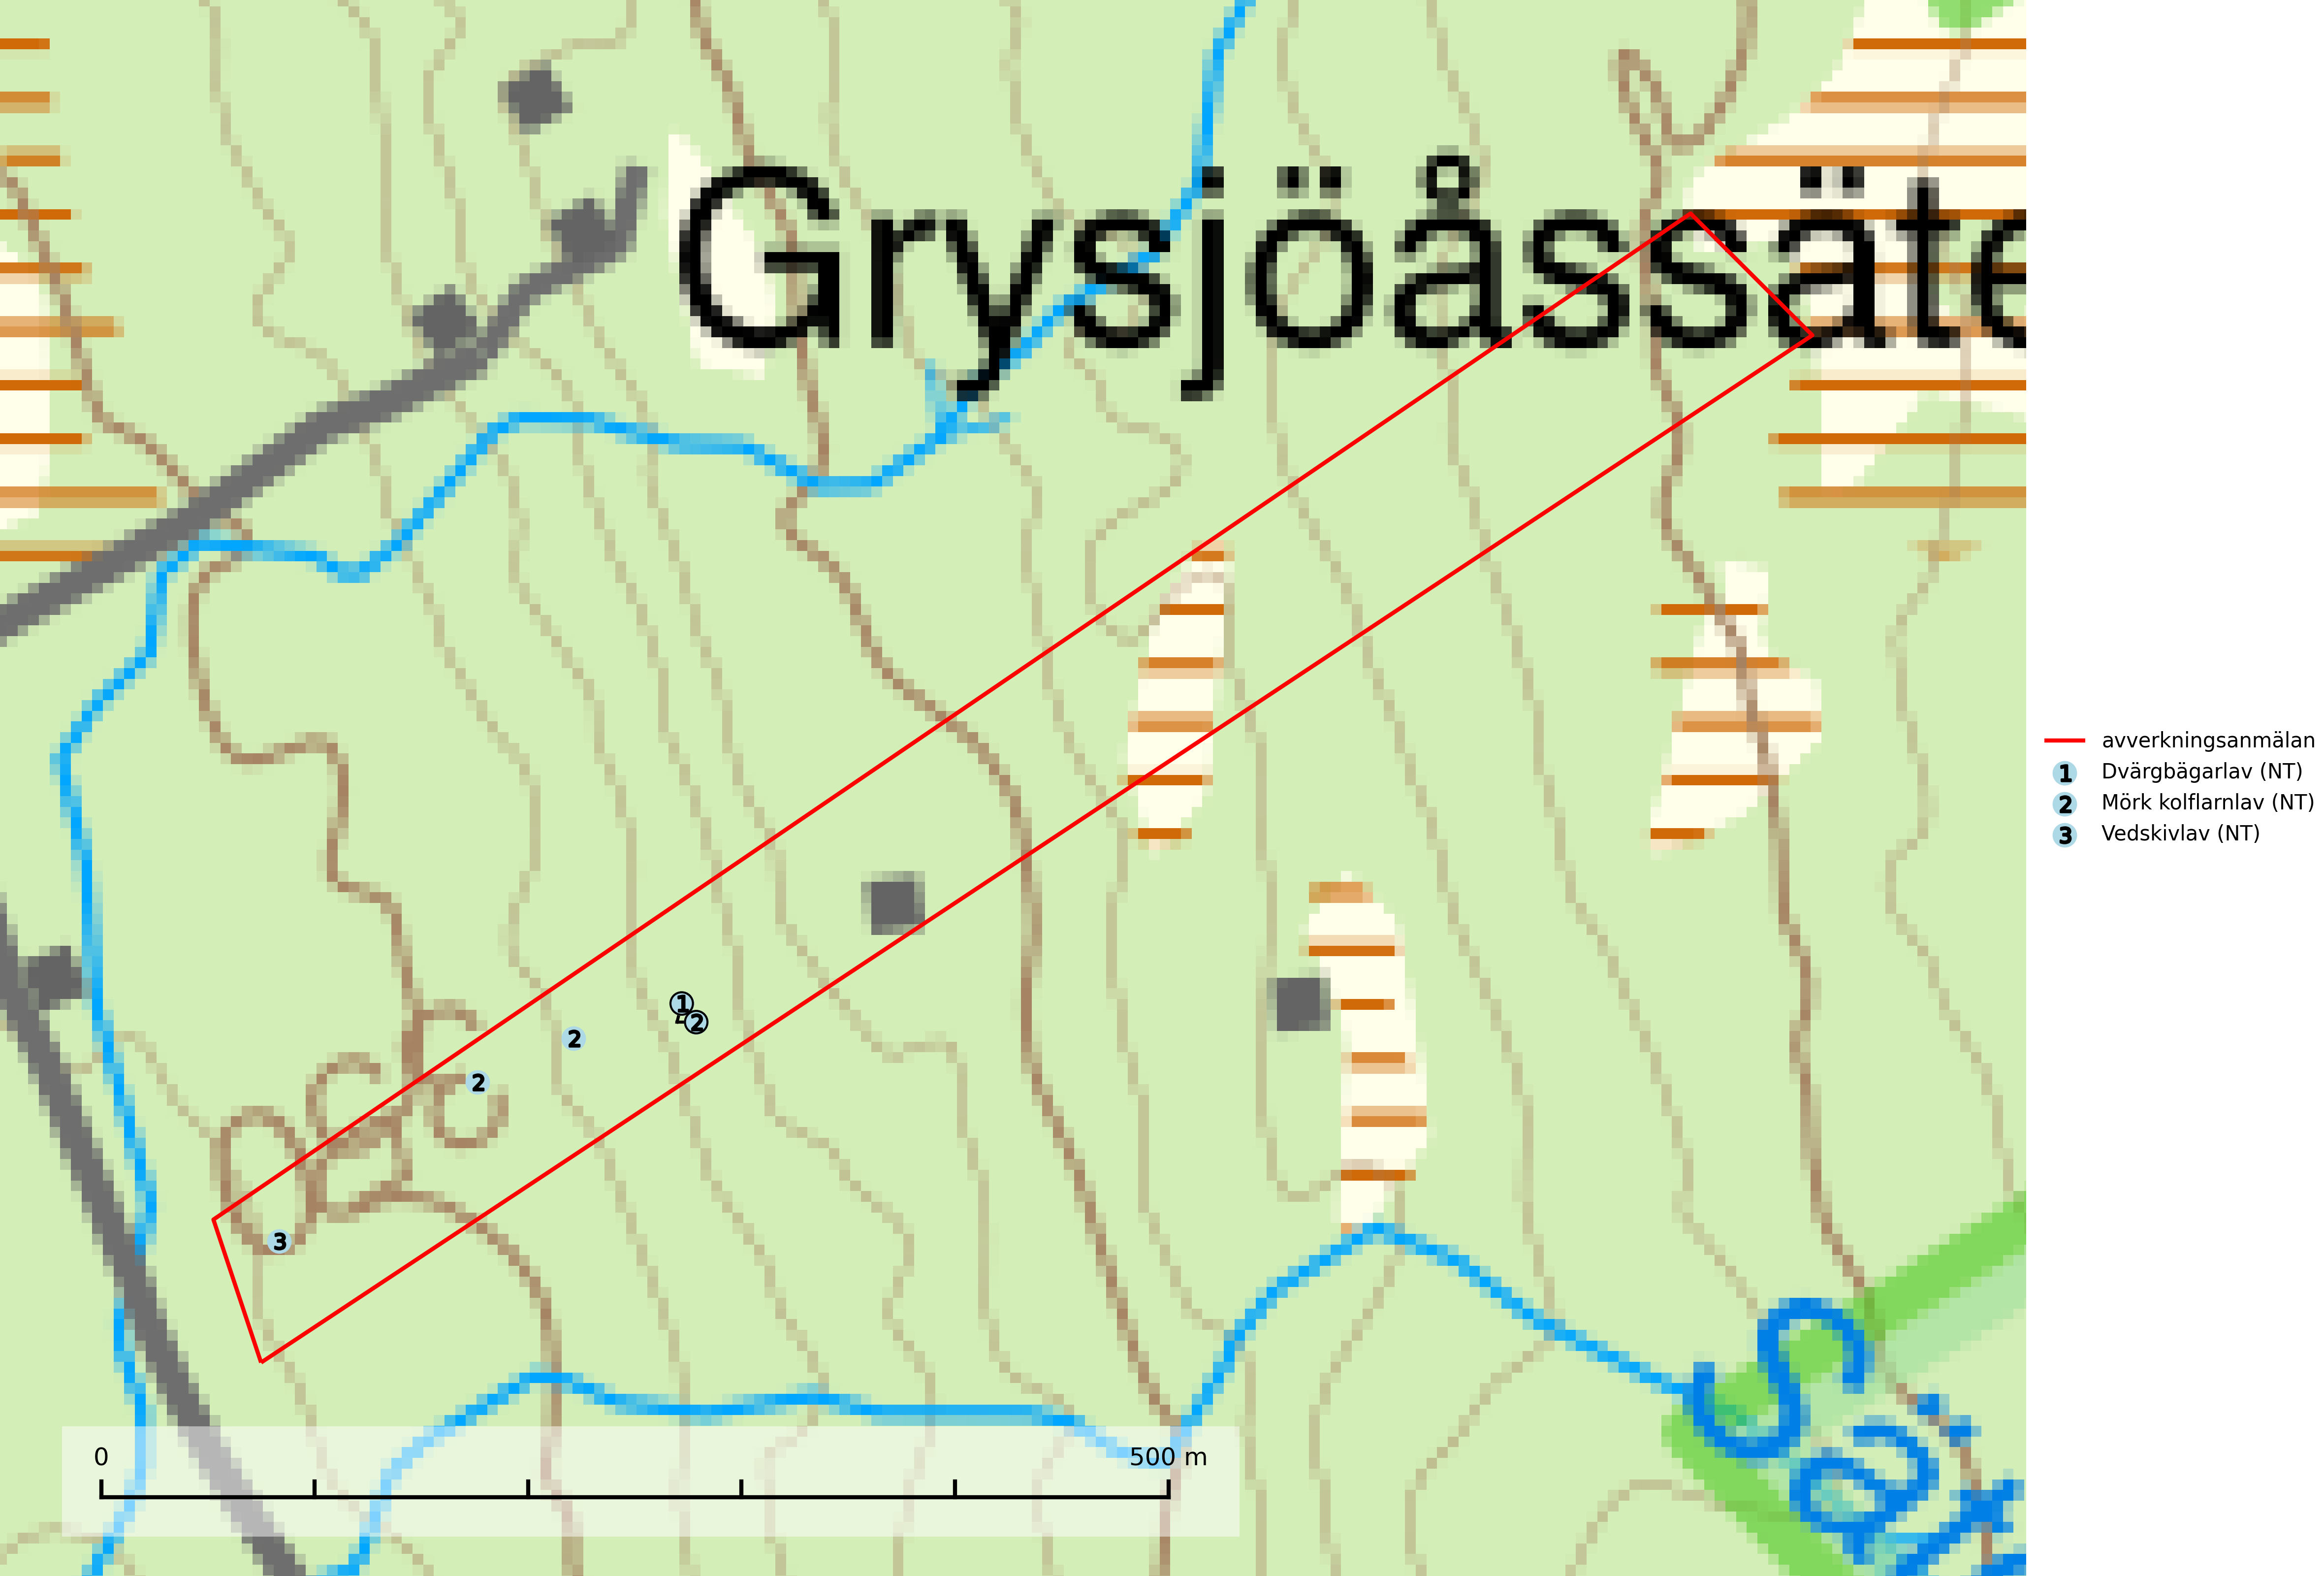 Grysjöåssäte
1
2
2
2
3
0 500 m
avverkningsanmälan
1 Dvärgbägarlav (NT)
2 Mörk kolflarnlav (NT)
3 Vedskivlav (NT)